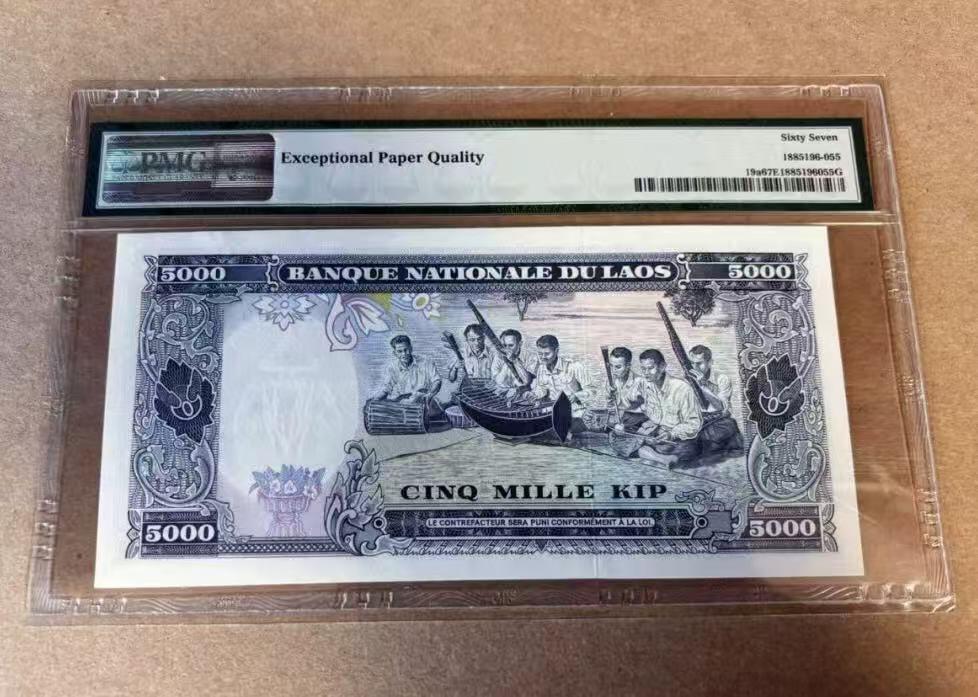 PMG
Exceptional Paper Quality
Sixty Seven
1885196-055
19a67E1885196055G
5000 BANQUE NATIONALE DU LAOS 5000
CINQ MILLE KIP
LE CONTREFACTEUR SERA PUNI CONFORMÉMENT À LA LOI.
5000 5000